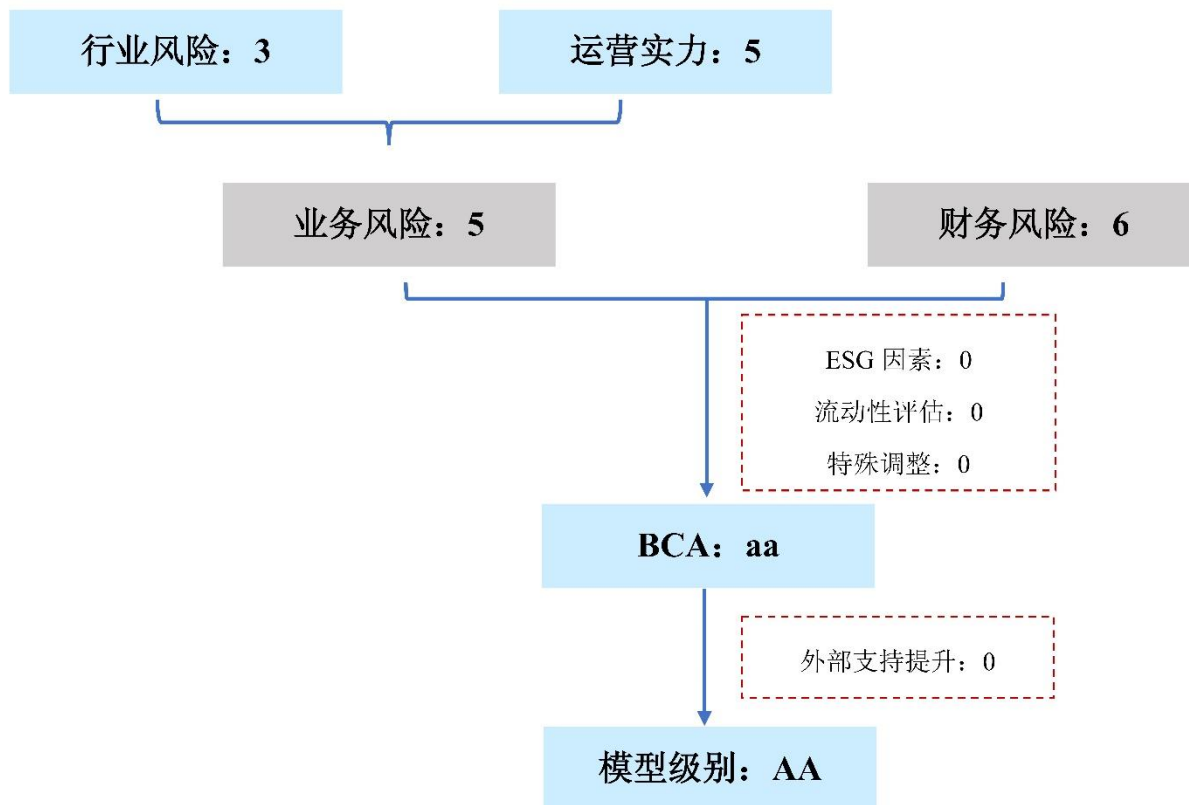 行业风险：3
运营实力：5
业务风险：5
财务风险：6
ESG 因素：0
流动性评估：0
特殊调整：0
BCA：aa
外部支持提升：0
模型级别：AA